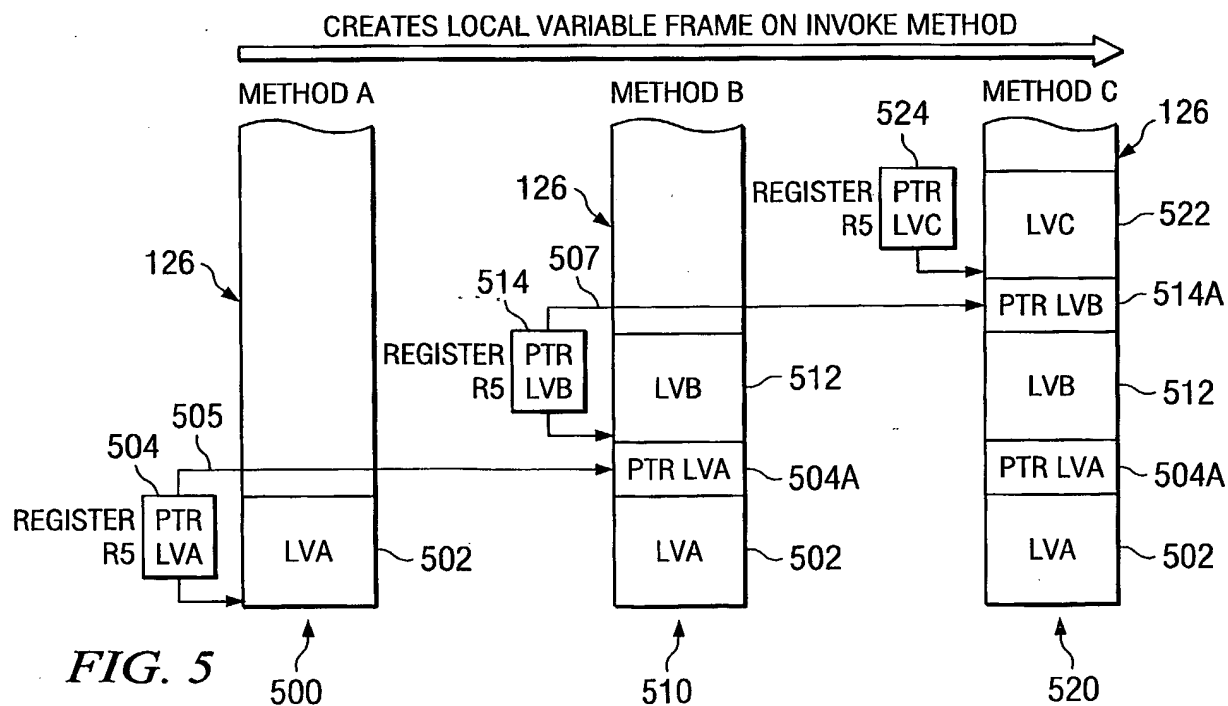 CREATES LOCAL VARIABLE FRAME ON INVOKE METHOD
METHOD A
METHOD B
METHOD C
524
126
REGISTER
R5
PTR
LVC
LVC
522
126
507
514
126
PTR LVB
514A
REGISTER
R5
PTR
LVB
LVB
512
LVB
512
505
504
PTR LVA
504A
PTR LVA
504A
REGISTER
R5
PTR
LVA
LVA
502
LVA
502
LVA
502
FIG. 5
500
510
520